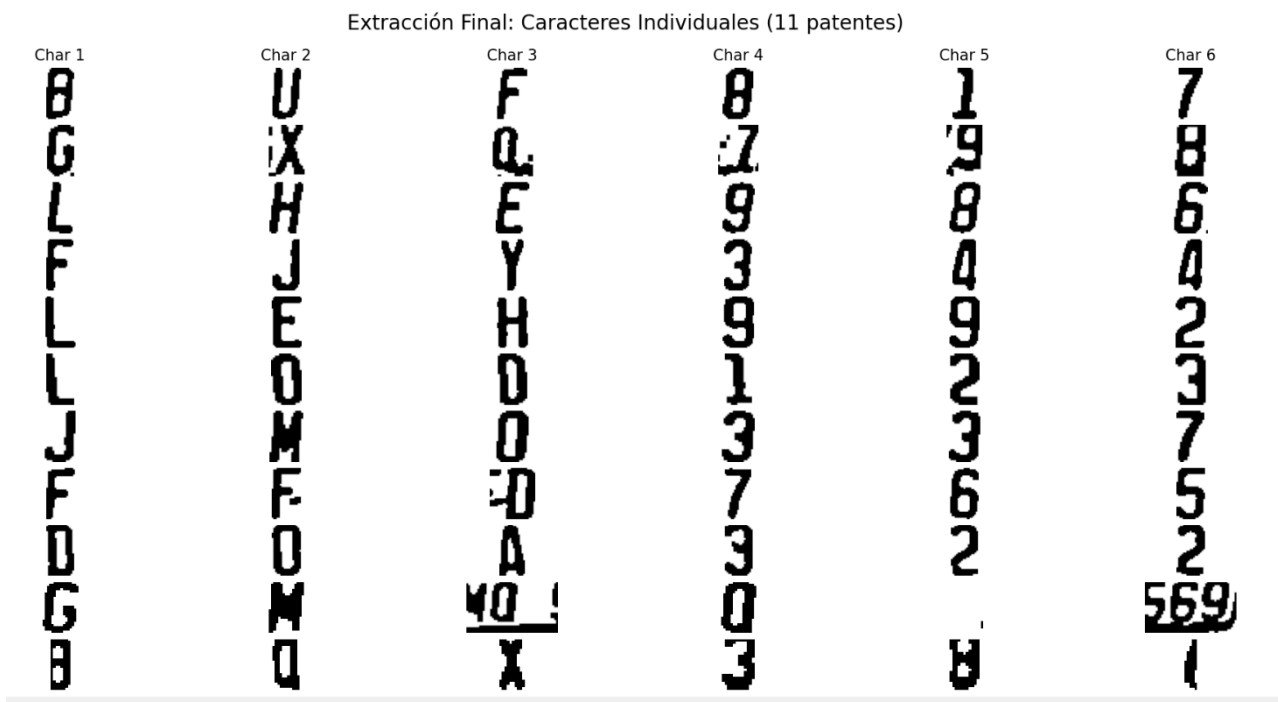 Extracción Final: Caracteres Individuales (11 patentes)
Char 1 Char 2 Char 3 Char 4 Char 5 Char 6
B U F 8 1 7
G X Q 7 9 8
L H E 9 8 6
F J Y 3 4 4
L E H 9 9 2
L O D 1 2 3
J M O 3 3 7
F F D 7 6 5
D O A 3 2 2
G M 0 569
B Q X 3 8